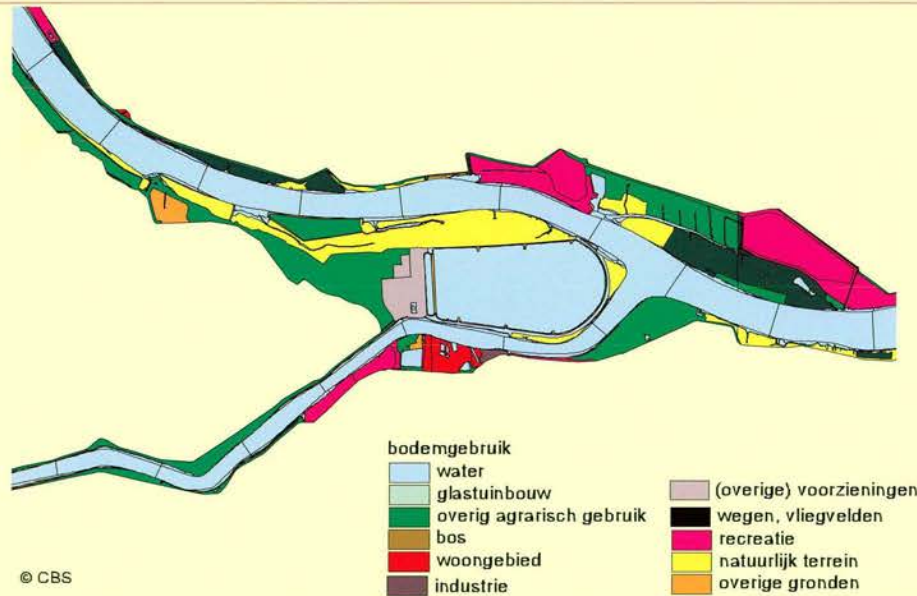 bodemgebruik
water
glastuinbouw
overig agrarisch gebruik
bos
woongebied
industrie
(overige) voorzieningen
wegen, vliegvelden
recreatie
natuurlijk terrein
overige gronden
© CBS